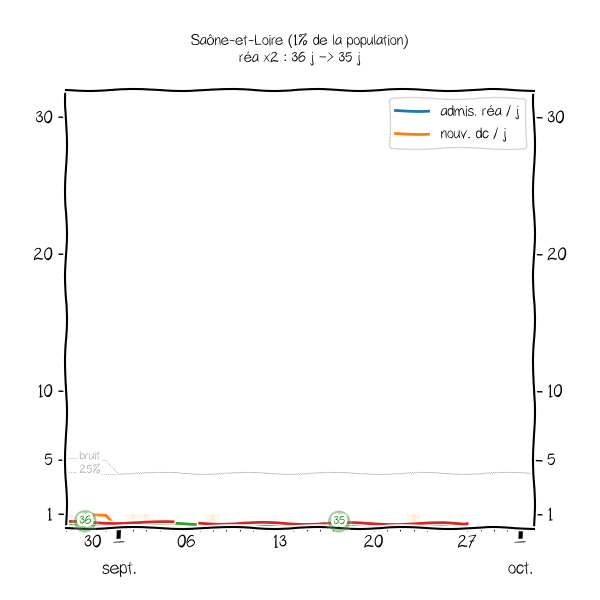 Saône-et-Loire (1% de la population)
réa x2 : 36 j -> 35 j
admis. réa / j
nouv. dc / j
30
30
20
20
10
10
5
5
bruit
25%
1
1
36
35
30
06
13
20
27
sept.
oct.